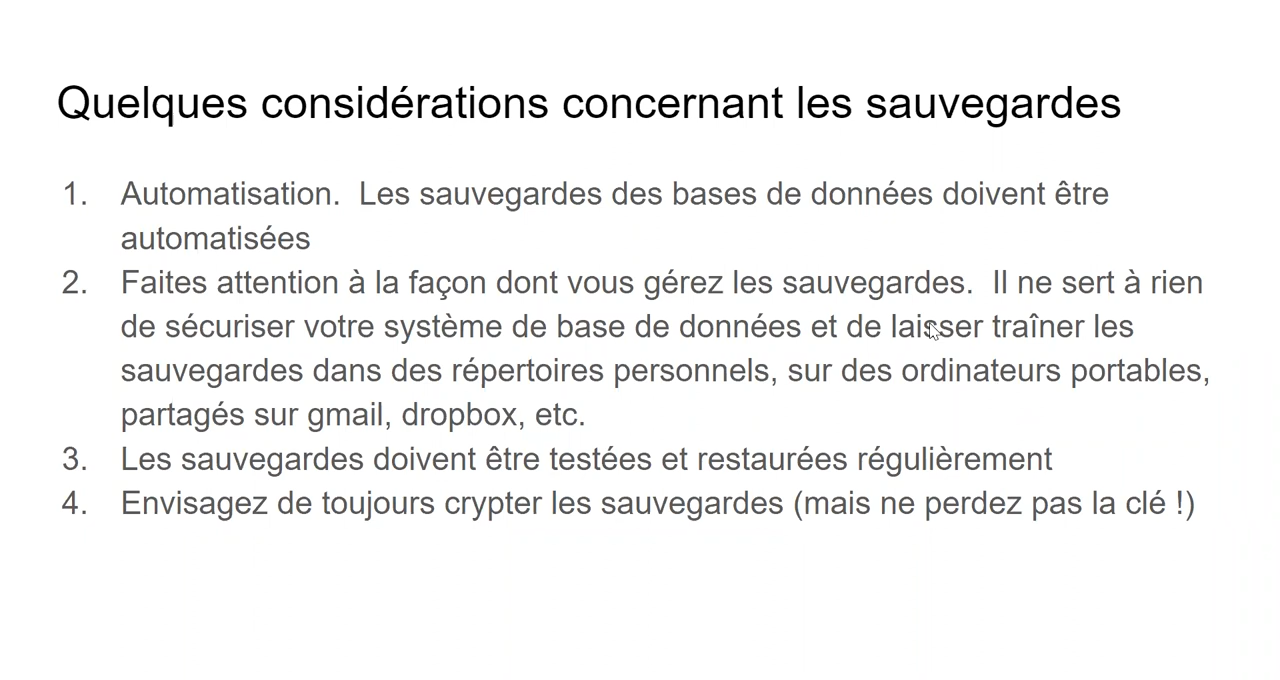 Quelques considérations concernant les sauvegardes
1. Automatisation.  Les sauvegardes des bases de données doivent être
automatisées
2. Faites attention à la façon dont vous gérez les sauvegardes.  Il ne sert à rien
de sécuriser votre système de base de données et de laisser traîner les
sauvegardes dans des répertoires personnels, sur des ordinateurs portables,
partagés sur gmail, dropbox, etc.
3. Les sauvegardes doivent être testées et restaurées régulièrement
4. Envisagez de toujours crypter les sauvegardes (mais ne perdez pas la clé !)